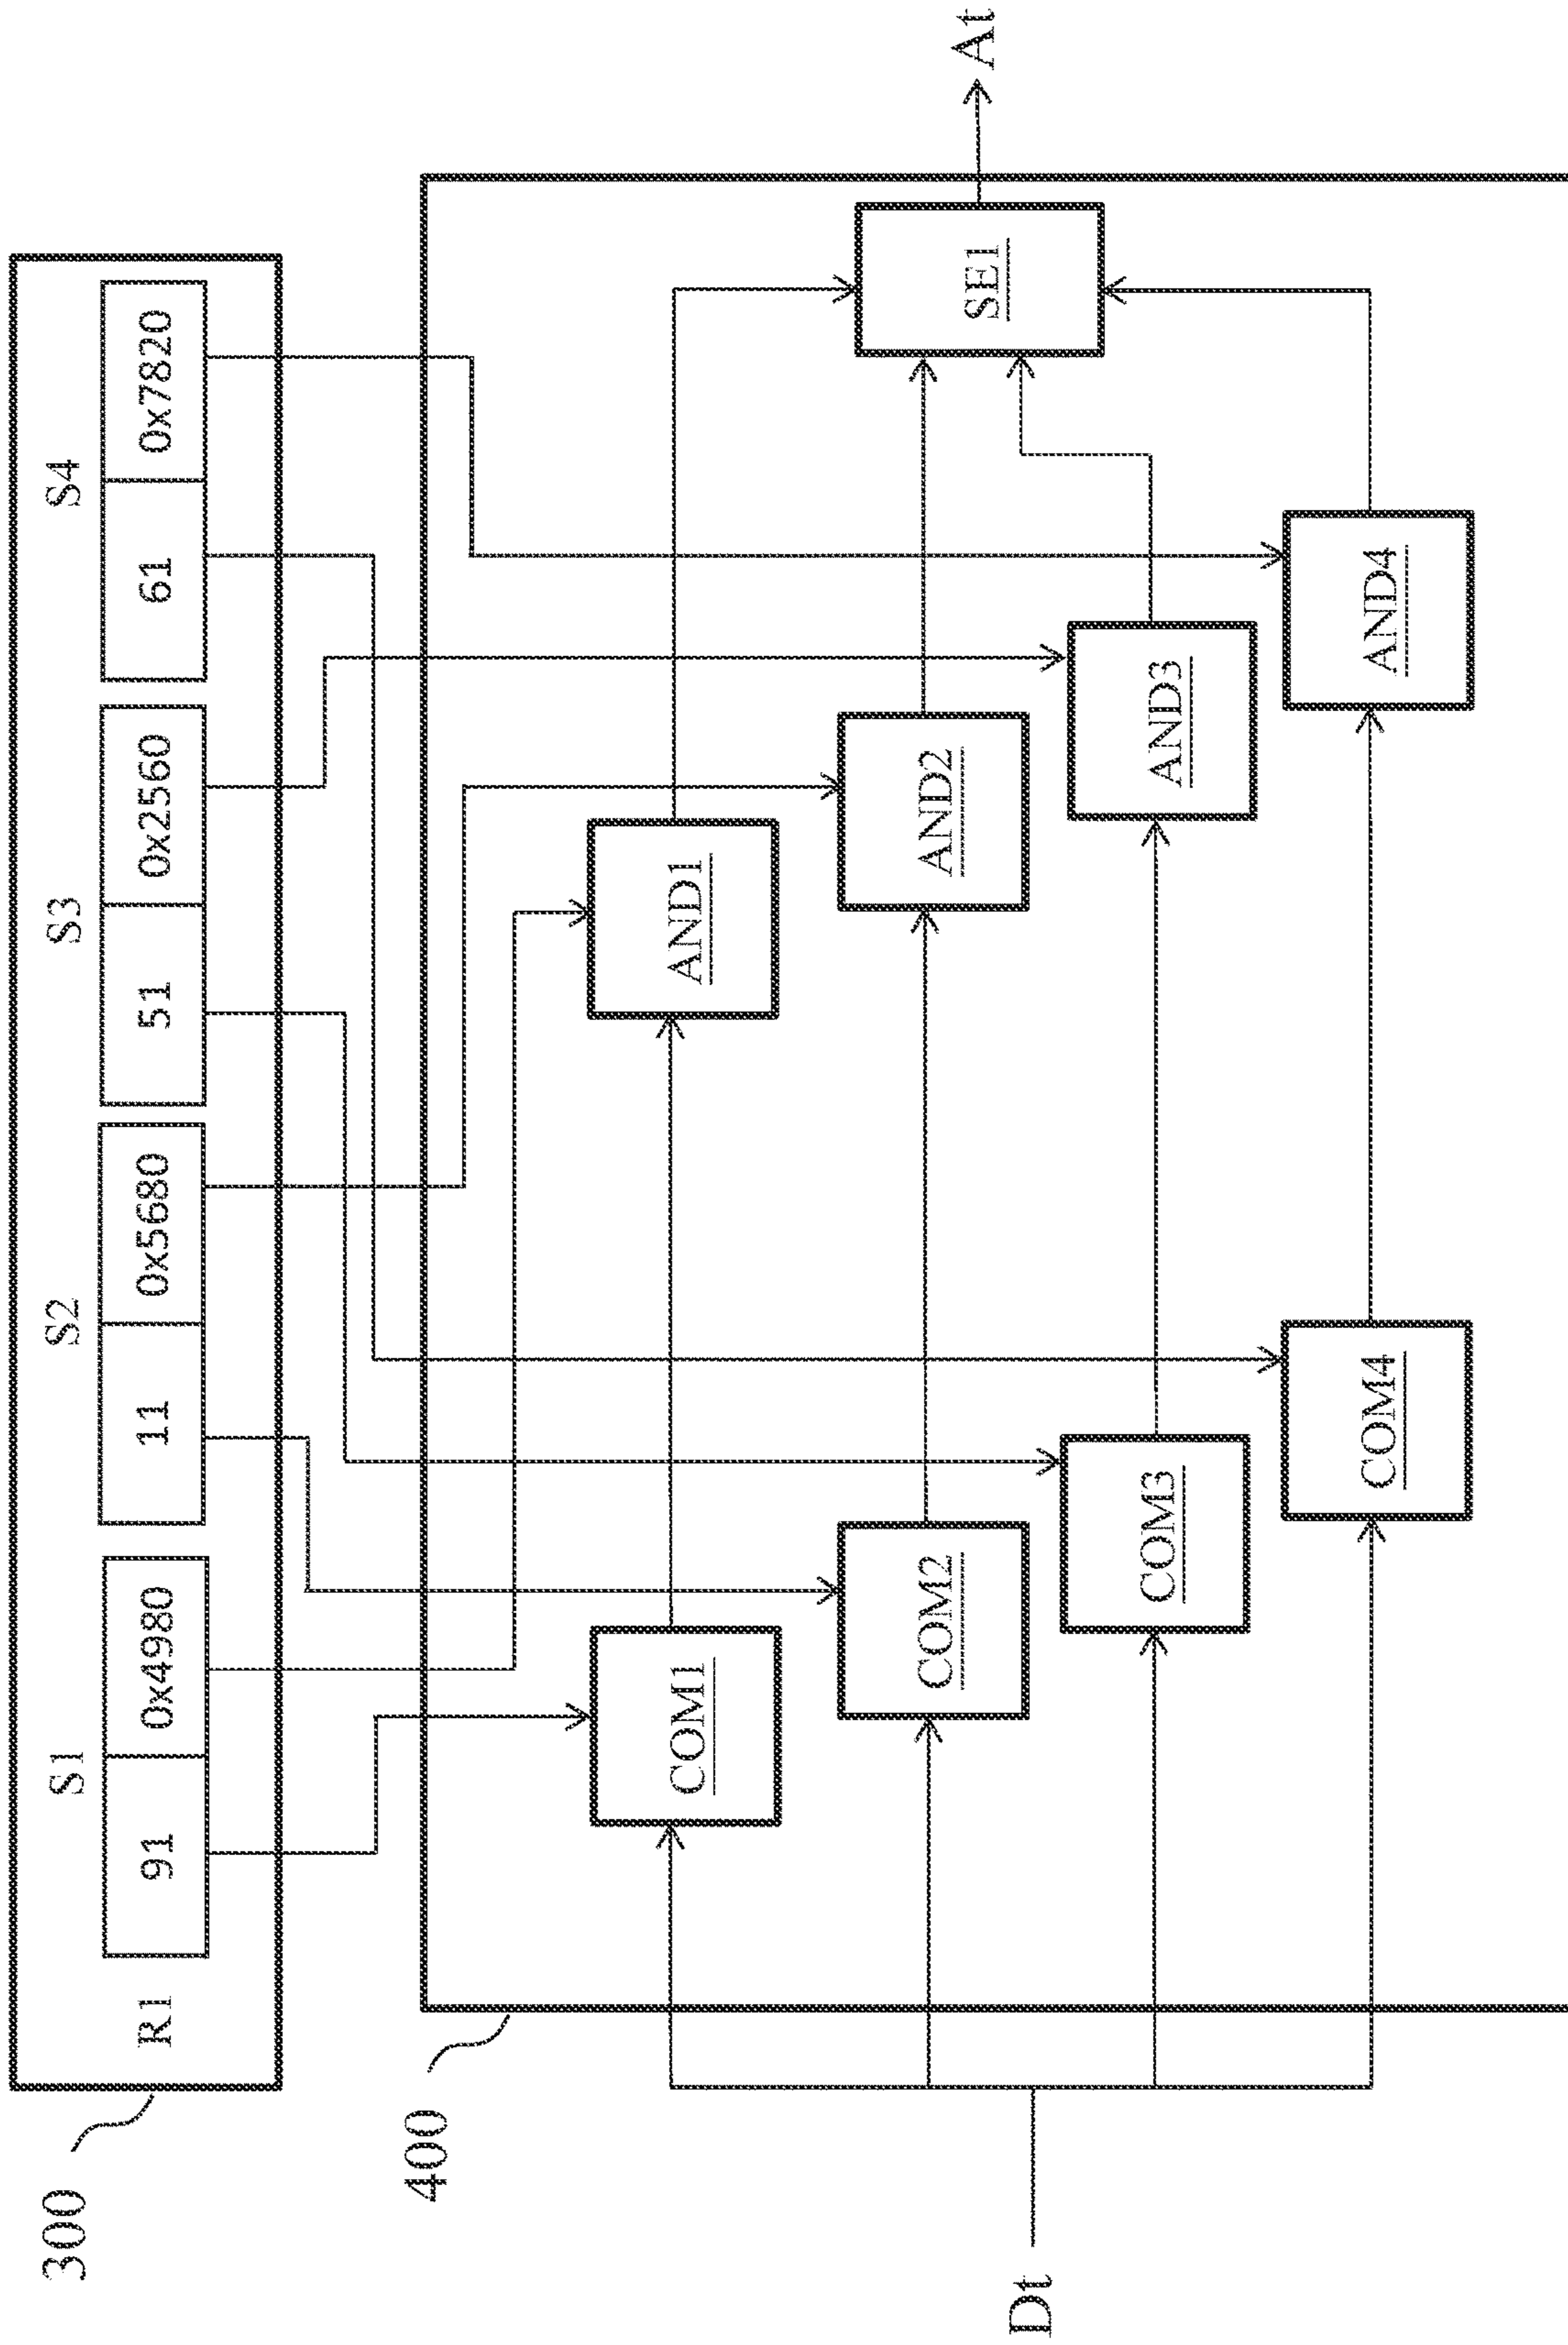 300
R1
S1
S2
S3
S4
91
0x4980
11
0x5680
51
0x2560
61
0x7820
400
COM1
AND1
COM2
AND2
SE1
At
Dt
COM3
AND3
COM4
AND4